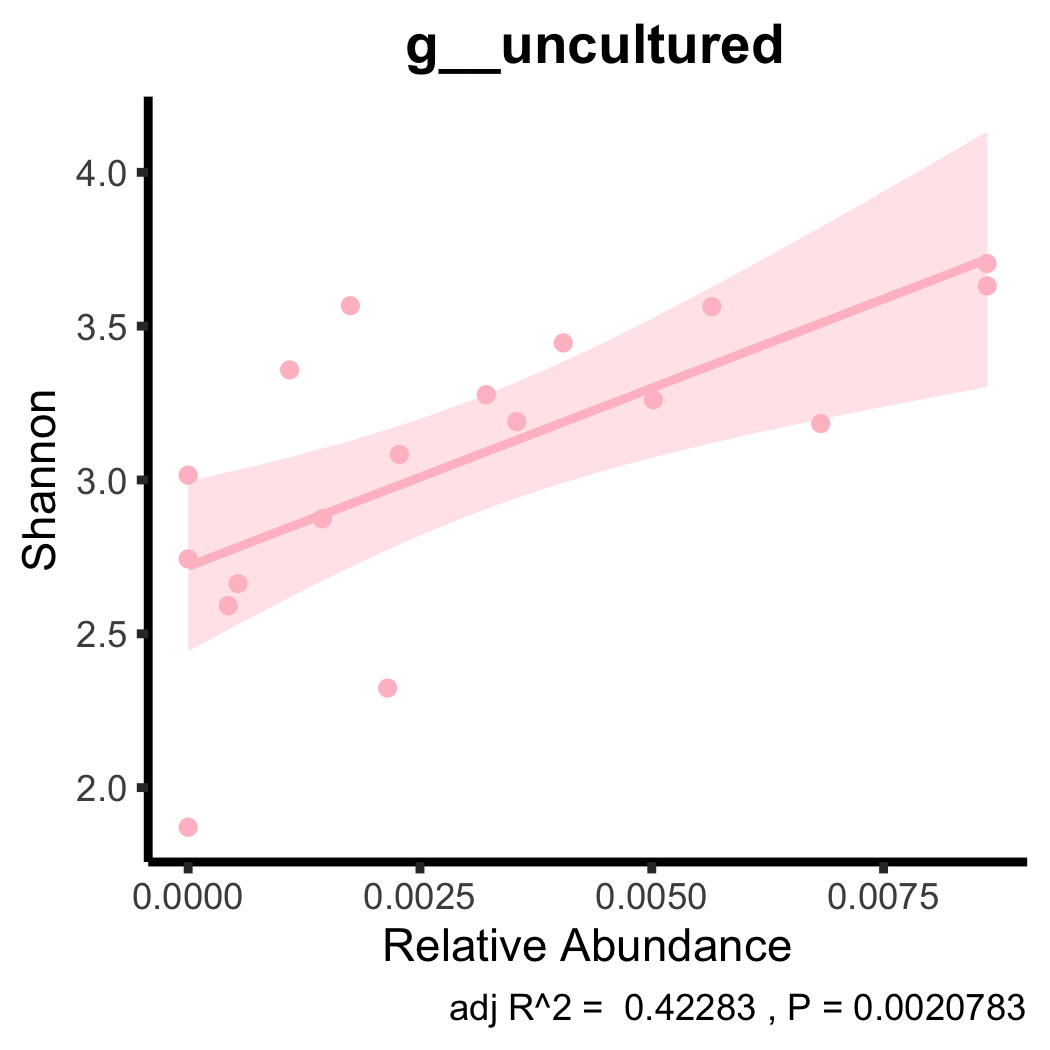 g__uncultured
4.0
3.5
3.0
2.5
2.0
Shannon
0.0000 0.0025 0.0050 0.0075
Relative Abundance
adj R^2 =  0.42283 , P = 0.0020783